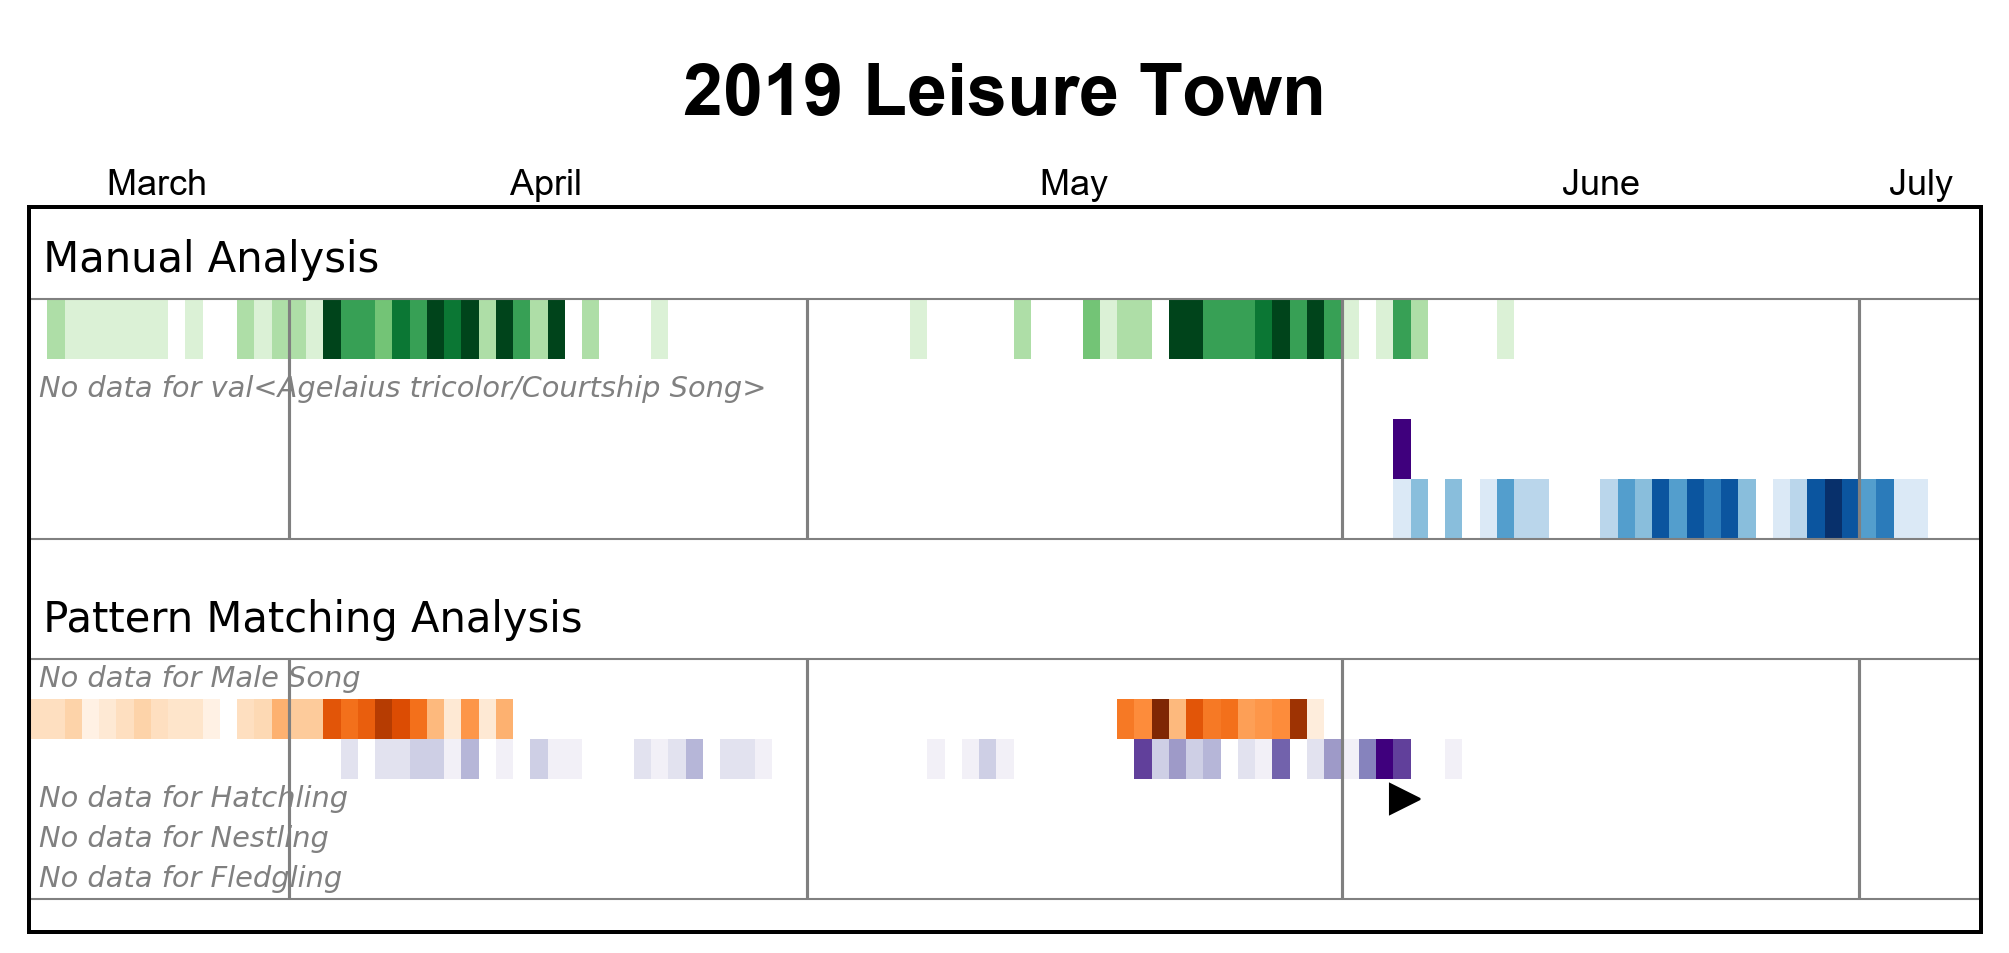 2019 Leisure Town
March April May June July
Manual Analysis
No data for val<Agelaius tricolor/Courtship Song>
Pattern Matching Analysis
No data for Male Song
No data for Hatchling
No data for Nestling
No data for Fledgling